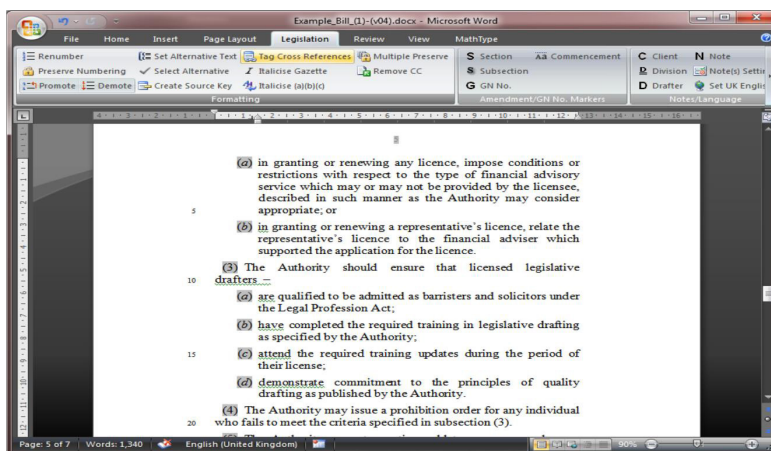 Example_Bill_(1)-(v04).docx - Microsoft Word
File Home Insert Page Layout Legislation Review View MathType
Renumber Set Alternative Text Tag Cross References Multiple Preserve S Section Aā Commencement C Client N Note
Preserve Numbering Select Alternative I Italicise Gazette Remove CC S Subsection D Division Note(s) Settin
Promote Demote Create Source Key Italicise (a)(b)(c) G GN No. D Drafter Set UK Englis
Formatting Amendment/GN No. Markers Notes/Language
(a) in granting or renewing any licence, impose conditions or
restrictions with respect to the type of financial advisory
service which may or may not be provided by the licensee,
described in such manner as the Authority may consider
5 appropriate; or
(b) in granting or renewing a representative's licence, relate the
representative's licence to the financial adviser which
supported the application for the licence.
(3) The Authority should ensure that licensed legislative
10 drafters —
(a) are qualified to be admitted as barristers and solicitors under
the Legal Profession Act;
(b) have completed the required training in legislative drafting
as specified by the Authority;
15 (c) attend the required training updates during the period of
their license;
(d) demonstrate commitment to the principles of quality
drafting as published by the Authority.
(4) The Authority may issue a prohibition order for any individual
20 who fails to meet the criteria specified in subsection (3).
Page: 5 of 7 Words: 1,340 English (United Kingdom) 90%